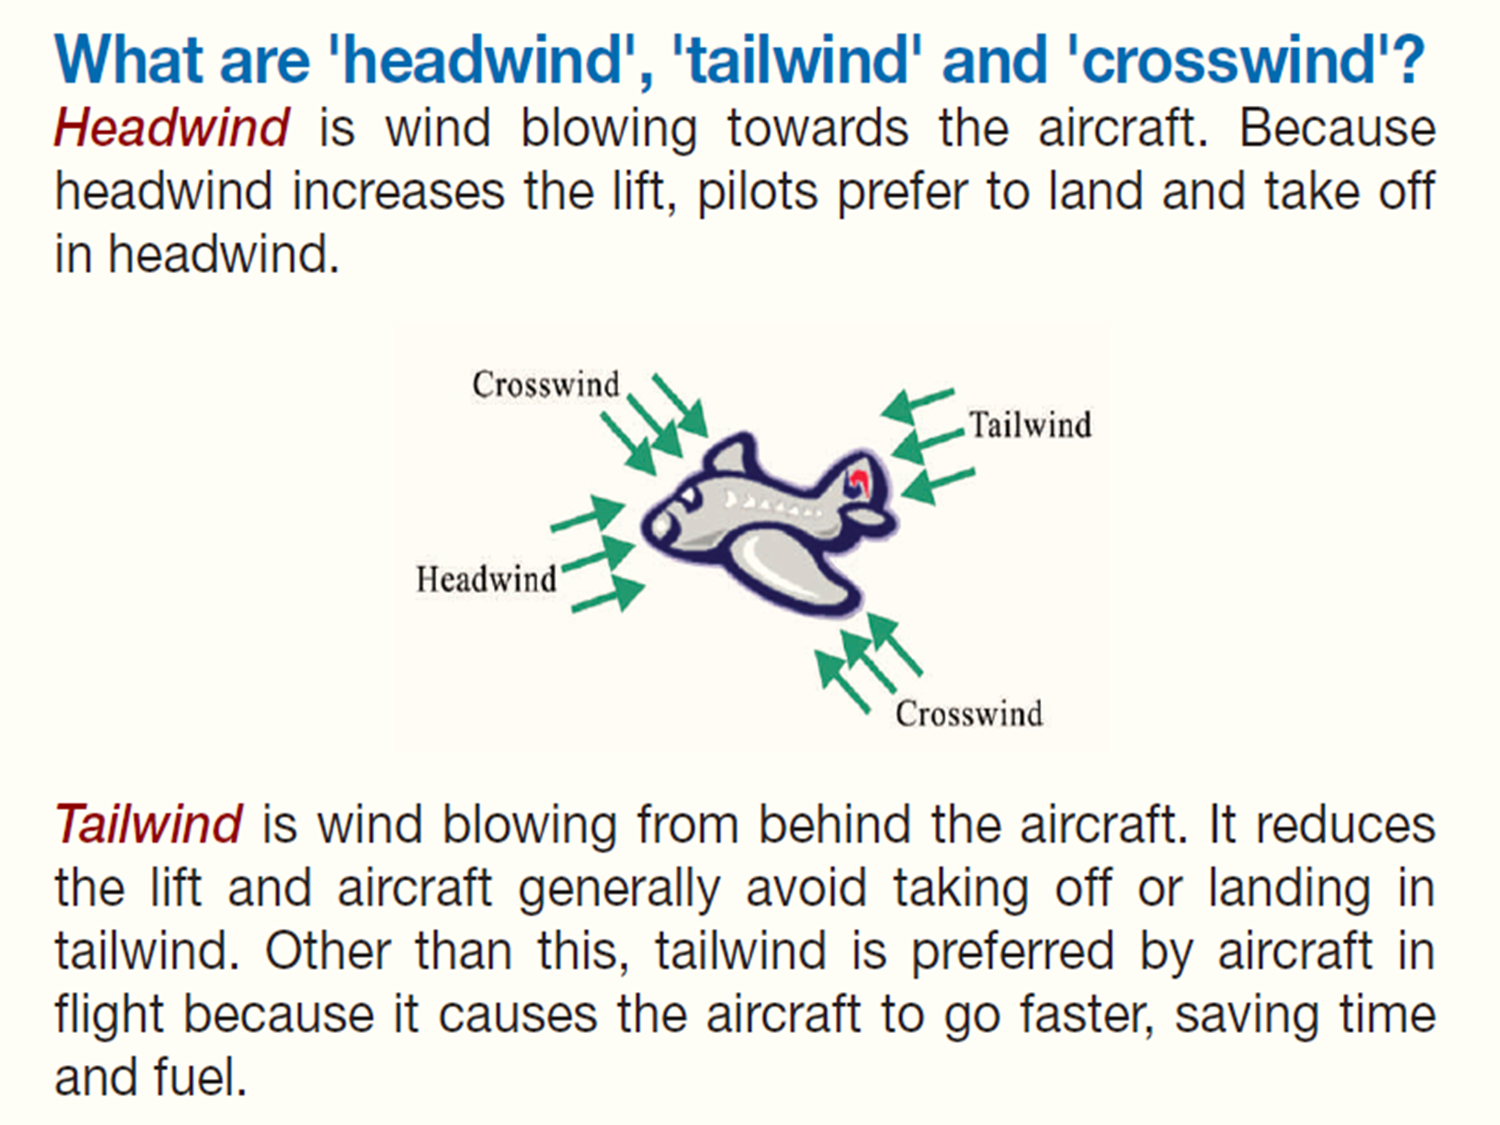 What are 'headwind', 'tailwind' and 'crosswind'?
Headwind is wind blowing towards the aircraft. Because
headwind increases the lift, pilots prefer to land and take off
in headwind.
Crosswind
Tailwind
Headwind
Crosswind
Tailwind is wind blowing from behind the aircraft. It reduces
the lift and aircraft generally avoid taking off or landing in
tailwind. Other than this, tailwind is preferred by aircraft in
flight because it causes the aircraft to go faster, saving time
and fuel.